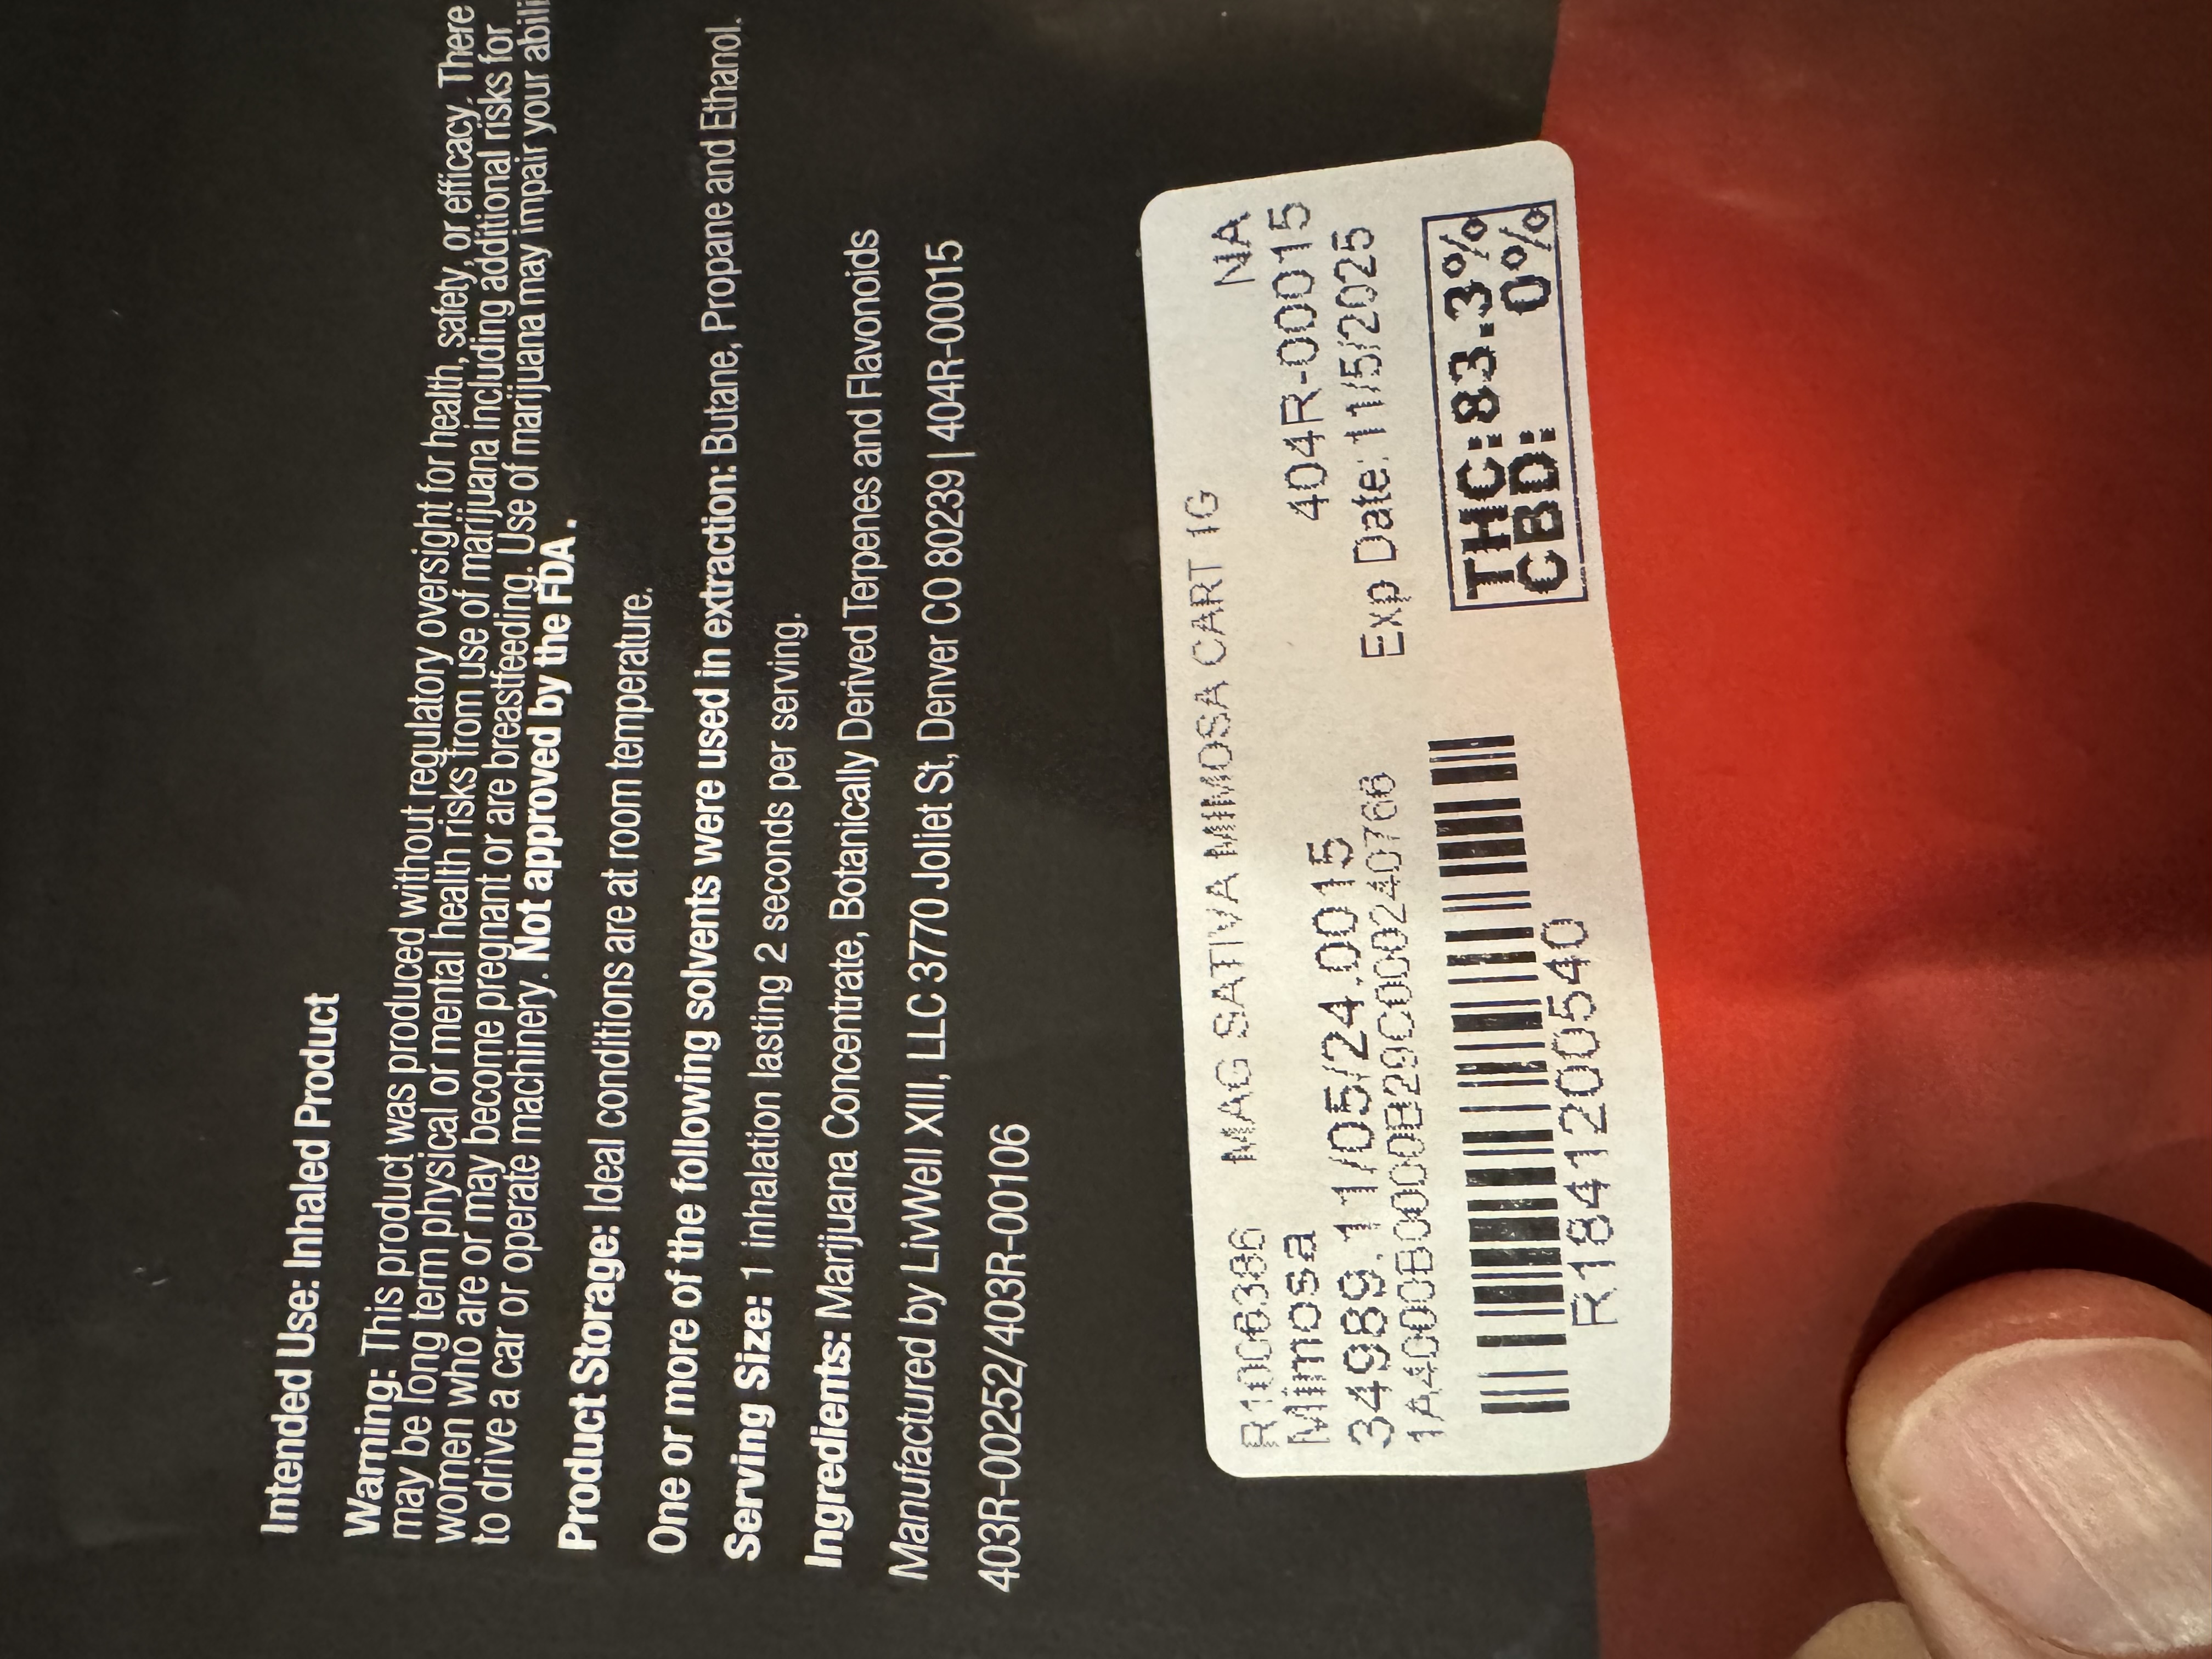 Intended Use: Inhaled Product
Warning: This product was produced without regulatory oversight for health, safety, or efficacy. There
may be long term physical or mental health risks from use of marijuana including additional risks for
women who are or may become pregnant or are breastfeeding. Use of marijuana may impair your abili
to drive a car or operate machinery. Not approved by the FDA .
Product Storage: Ideal conditions are at room temperature.
One or more of the following solvents were used in extraction: Butane, Propane and Ethanol.
Serving Size: 1 inhalation lasting 2 seconds per serving.
Ingredients: Marijuana Concentrate, Botanically Derived Terpenes and Flavonoids
Manufactured by LivWell XIII, LLC 3770 Joliet St, Denver CO 80239 | 404R-00015
403R-00252/403R-00106
R1006386 MAG SATIVA MIMOSA CART 1G
NA
Mimosa
404R-00015
34989.11/05/24.0015
Exp Date: 11/5/2025
1A4000B0000B29C000240766
THC:83.3%
CBD: 0%
R1841200540